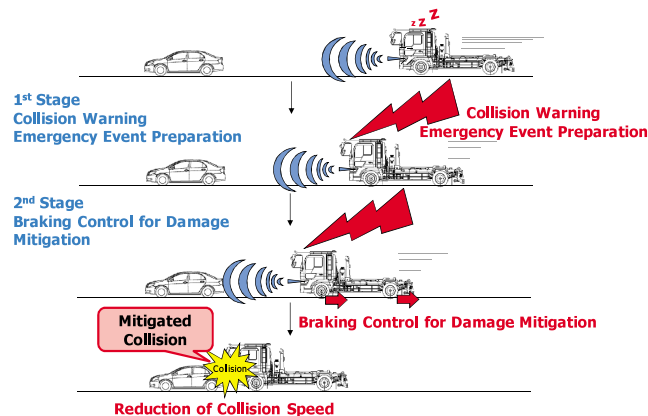 z z Z
1st Stage
Collision Warning
Emergency Event Preparation
Collision Warning
Emergency Event Preparation
2nd Stage
Braking Control for Damage
Mitigation
Braking Control for Damage Mitigation
Mitigated
Collision
Collision
Reduction of Collision Speed